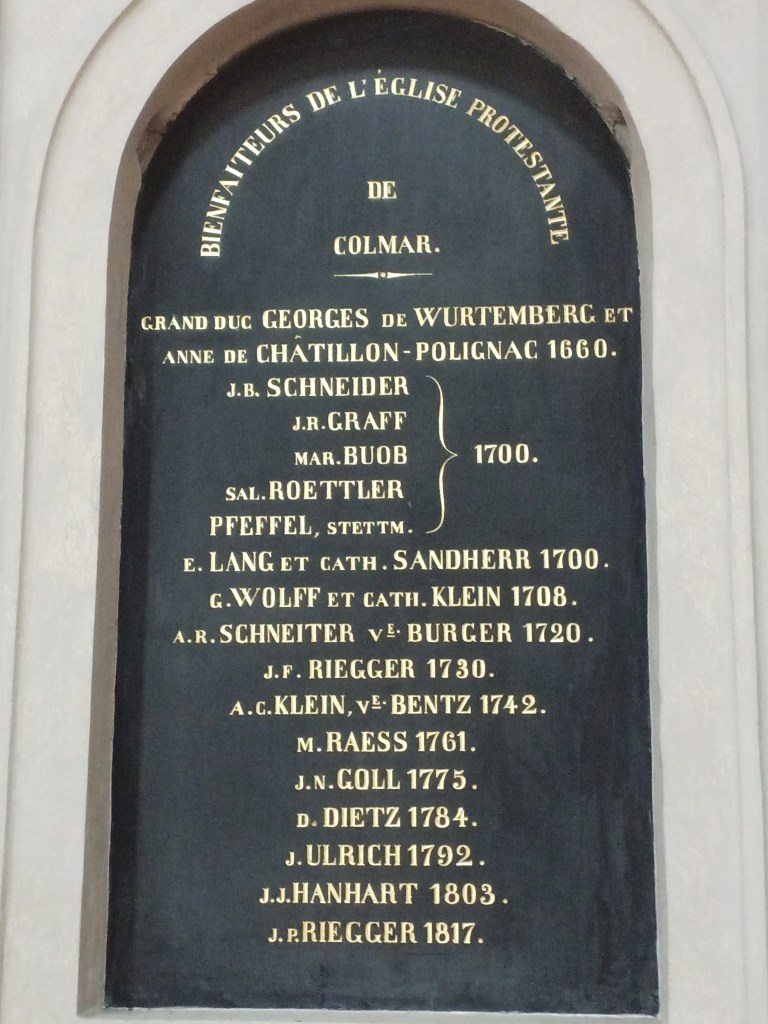 BIENFAITEURS DE L'ÉGLISE PROTESTANTE
DE
COLMAR.
GRAND DUC GEORGES DE WURTEMBERG ET
ANNE DE CHÂTILLON-POLIGNAC 1660.
J.B. SCHNEIDER
J.R. GRAFF
MAR. BUOB 1700.
SAL. ROETTLER
PFEFFEL, STETTM.
E. LANG ET CATH. SANDHERR 1700.
G. WOLFF ET CATH. KLEIN 1708.
A.R. SCHNEITER VE. BURGER 1720.
J.F. RIEGGER 1730.
A.C. KLEIN, VE. BENTZ 1742.
M. RAESS 1761.
J.N. GOLL 1775.
D. DIETZ 1784.
J. ULRICH 1792.
J.J. HANHART 1803.
J.P. RIEGGER 1817.